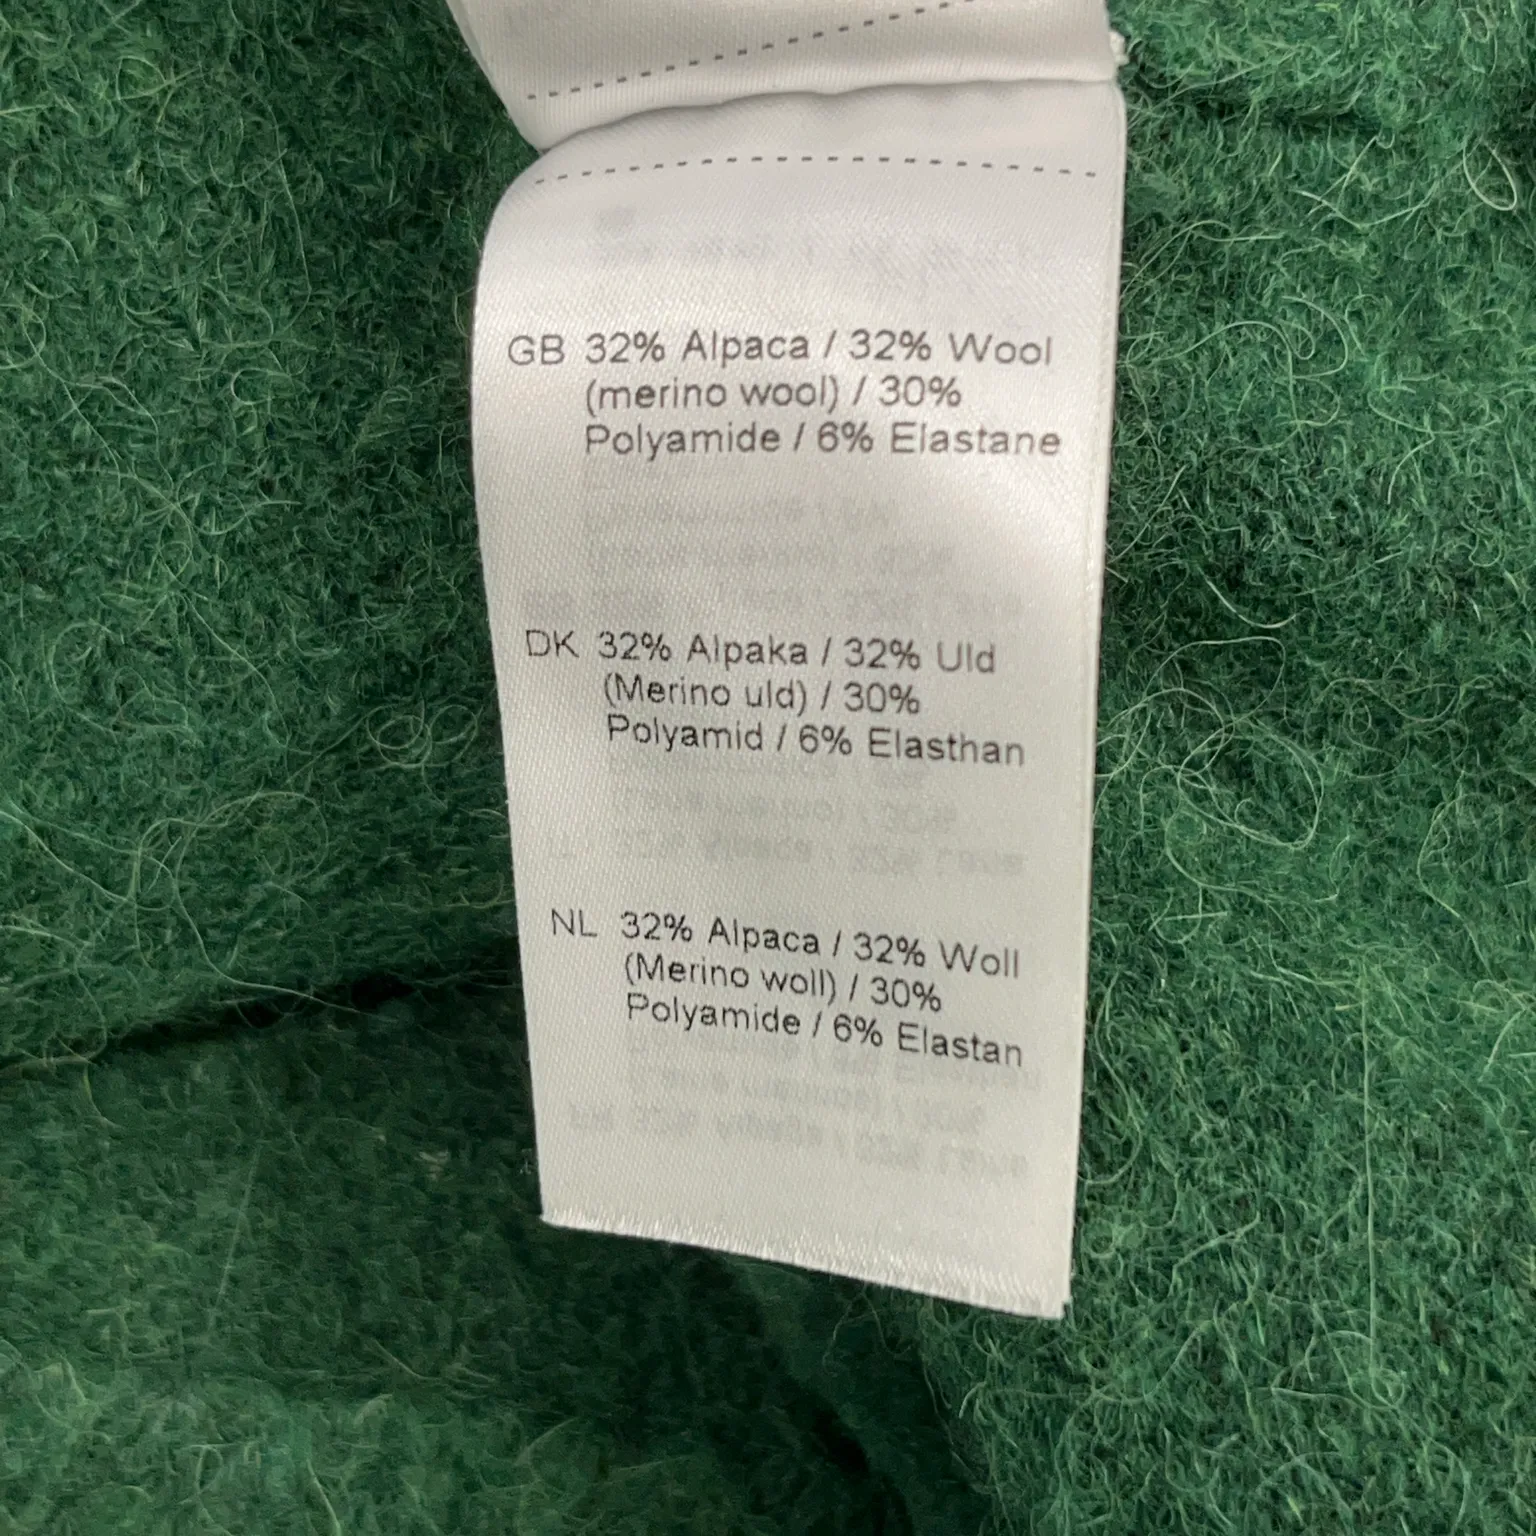 GB 32% Alpaca / 32% Wool
(merino wool) / 30%
Polyamide / 6% Elastane
DK 32% Alpaka / 32% Uld
(Merino uld) / 30%
Polyamid / 6% Elasthan
NL 32% Alpaca / 32% Woll
(Merino woll) / 30%
Polyamide / 6% Elastan